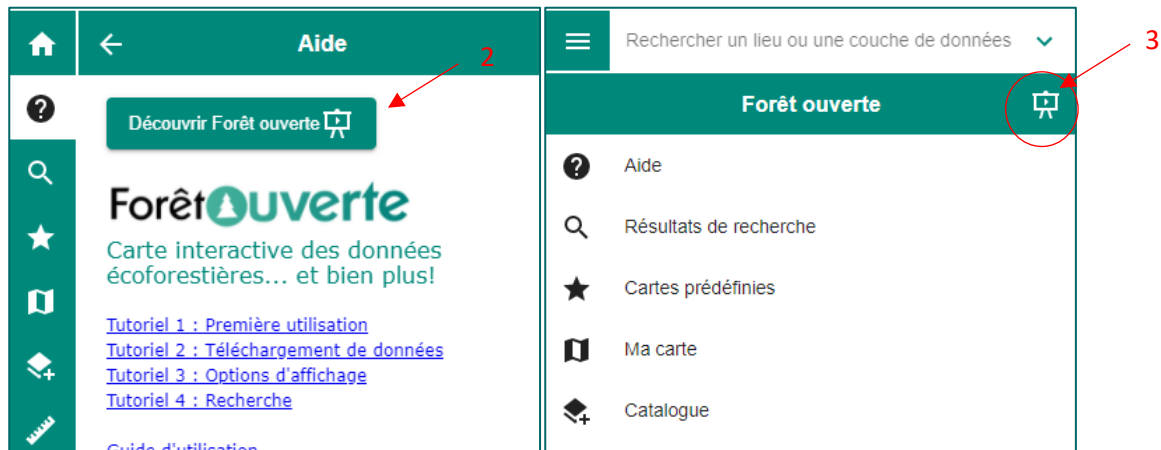 Aide
2
Découvrir Forêt ouverte
ForêtOuverte
Carte interactive des données
écoforestières... et bien plus!
Tutoriel 1 : Première utilisation
Tutoriel 2 : Téléchargement de données
Tutoriel 3 : Options d'affichage
Tutoriel 4 : Recherche
Guide d'utilisation
Rechercher un lieu ou une couche de données
3
Forêt ouverte
Aide
Résultats de recherche
Cartes prédéfinies
Ma carte
Catalogue